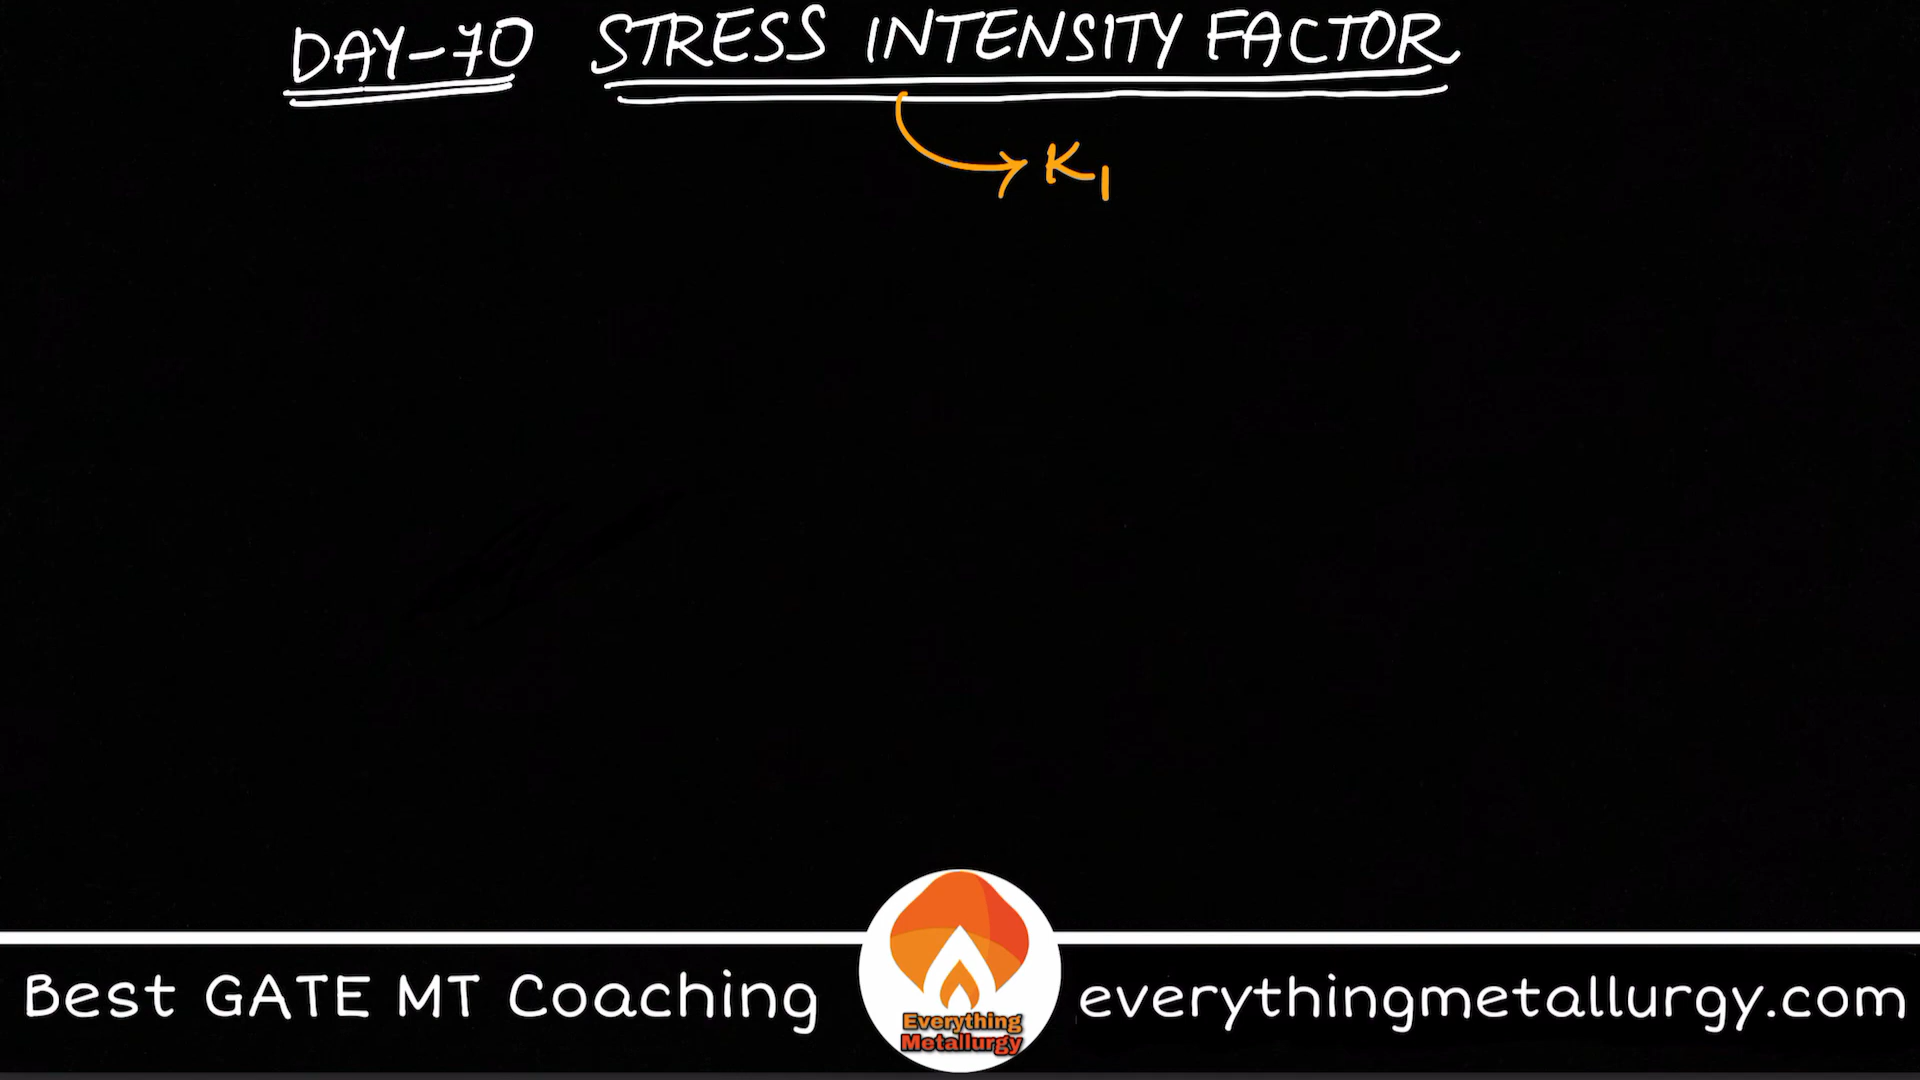 DAY-70 STRESS INTENSITY FACTOR
K1
Best GATE MT Coaching
Everything
Metallurgy
everythingmetallurgy.com